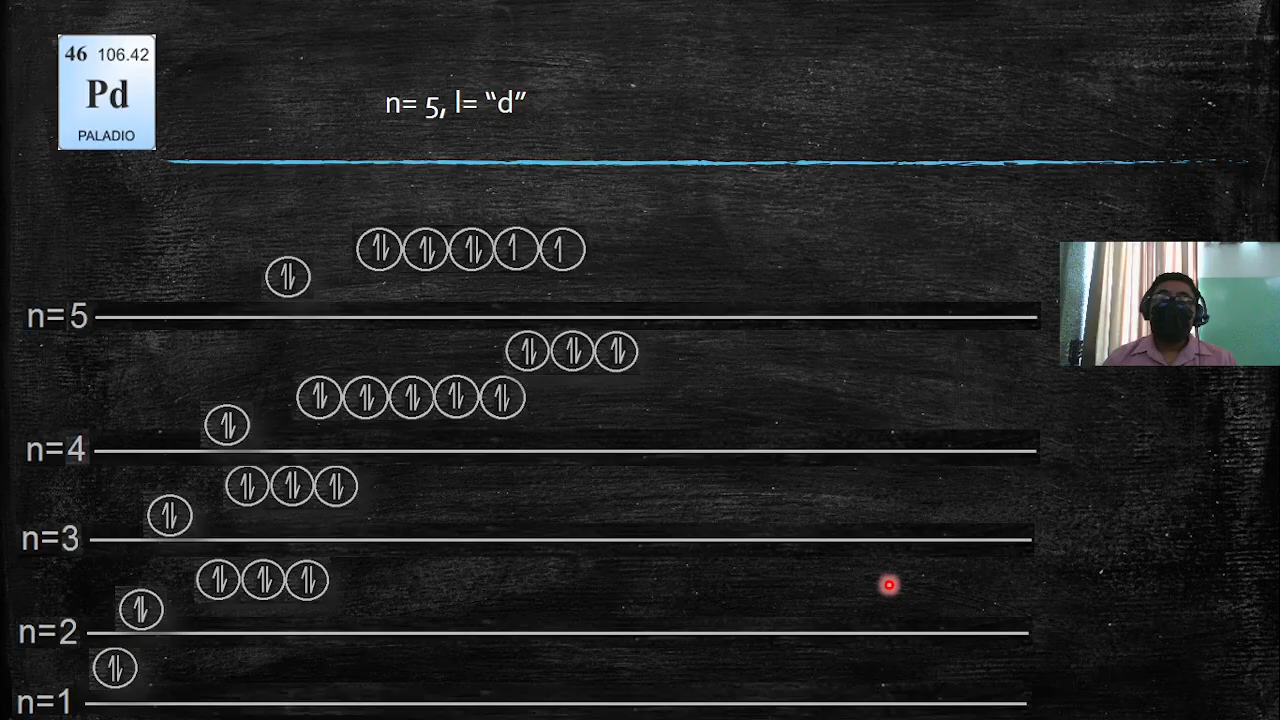 46 106.42
Pd
PALADIO
n= 5, l= “d”
n=5
n=4
n=3
n=2
n=1